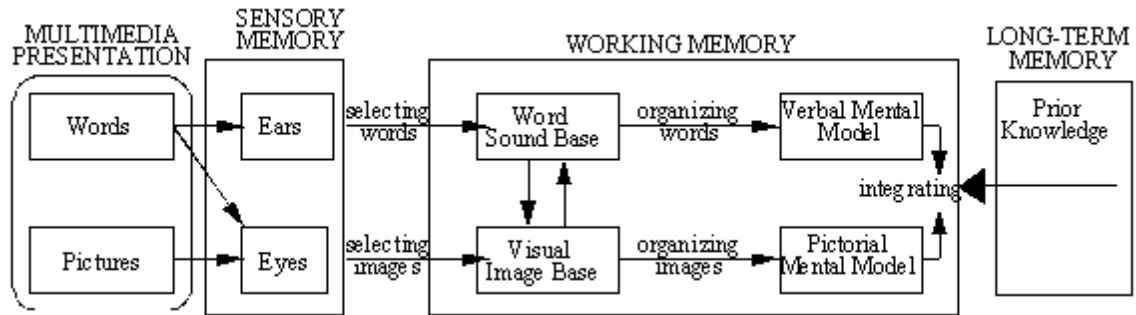 MULTIMEDIA
PRESENTATION
SENSORY
MEMORY
WORKING MEMORY
LONG-TERM
MEMORY
Words
Ears
selecting
words
Word
Sound Base
organizing
words
Verbal Mental
Model
Prior
Knowledge
integrating
Pictures
Eyes
selecting
images
Visual
Image Base
organizing
images
Pictorial
Mental Model